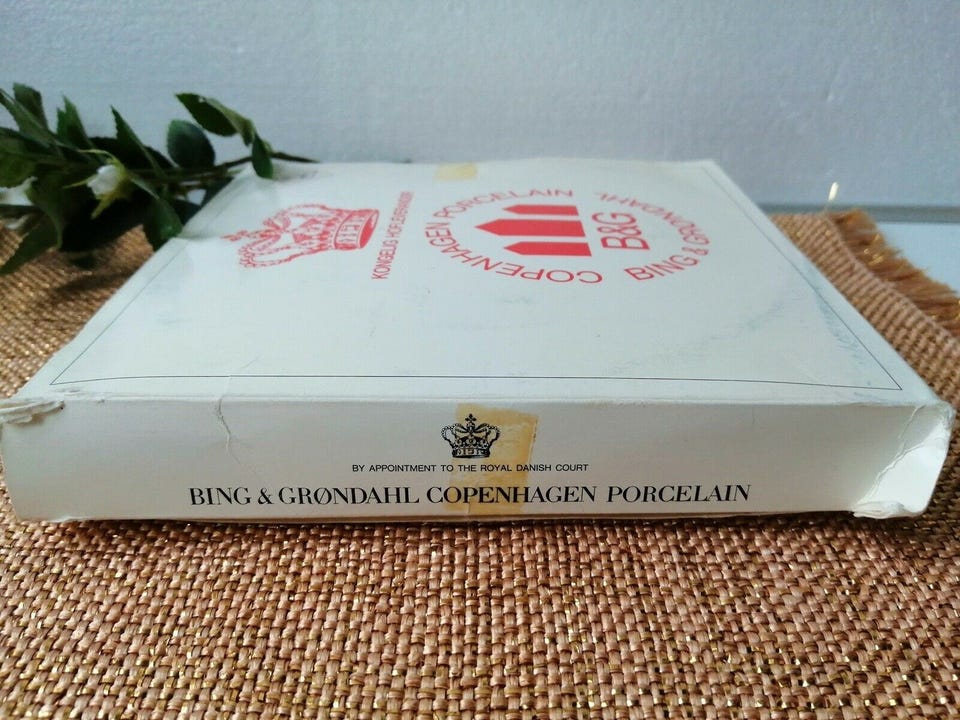 KONGELIG HOFLEVERANDØR
COPENHAGEN PORCELAIN
B&G
BING & GRØNDAHL
BY APPOINTMENT TO THE ROYAL DANISH COURT
BING & GRØNDAHL COPENHAGEN PORCELAIN